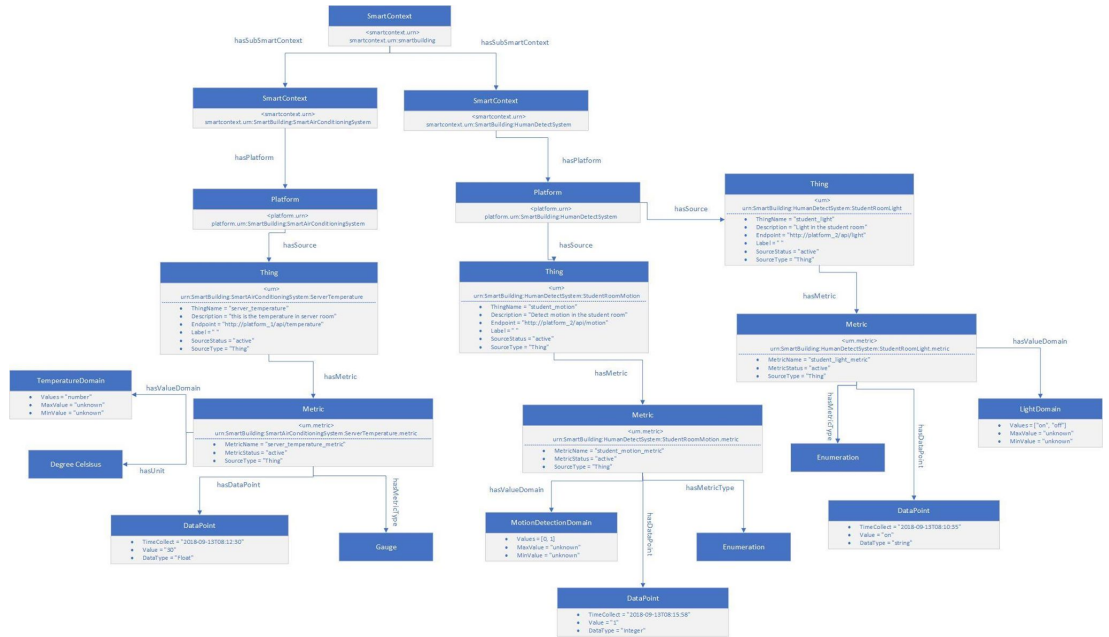 SmartContext
<smartcontext.urn>
smartcontext.urn:smartbuilding
hasSubSmartContext
hasSubSmartContext
SmartContext
<smartcontext.urn>
smartcontext.urn:SmartBuilding:SmartAirConditioningSystem
SmartContext
<smartcontext.urn>
smartcontext.urn:SmartBuilding:HumanDetectSystem
hasPlatform
hasPlatform
Platform
<platform.urn>
platform.urn:SmartBuilding:SmartAirConditioningSystem
Platform
<platform.urn>
platform.urn:SmartBuilding:HumanDetectSystem
hasSource
Thing
<urn>
urn:SmartBuilding:HumanDetectSystem:StudentRoomLight
• ThingName = "student_light"
• Description = "Light in the student room"
• Endpoint = "http://platform_2/api/light"
• Label = " "
• SourceStatus = "active"
• SourceType = "Thing"
hasSource
hasSource
Thing
<urn>
urn:SmartBuilding:SmartAirConditioningSystem:ServerTemperature
• ThingName = "server_temperature"
• Description = "this is the temperature in server room"
• Endpoint = "http://platform_1/api/temperature"
• Label = " "
• SourceStatus = "active"
• SourceType = "Thing"
Thing
<urn>
urn:SmartBuilding:HumanDetectSystem:StudentRoomMotion
• ThingName = "student_motion"
• Description = "Detect motion in the student room"
• Endpoint = "http://platform_2/api/motion"
• Label = " "
• SourceStatus = "active"
• SourceType = "Thing"
hasMetric
Metric
<urn.metric>
urn:SmartBuilding:HumanDetectSystem:StudentRoomLight.metric
• MetricName = "student_light_metric"
• MetricStatus = "active"
• SourceType = "Thing"
hasValueDomain
hasMetric
hasMetric
TemperatureDomain
• Values = "number"
• MaxValue = "unknown"
• MinValue = "unknown"
hasValueDomain
Metric
<urn.metric>
urn:SmartBuilding:SmartAirConditioningSystem:ServerTemperature.metric
• MetricName = "server_temperature_metric"
• MetricStatus = "active"
• SourceType = "Thing"
Metric
<urn.metric>
urn:SmartBuilding:HumanDetectSystem:StudentRoomMotion.metric
• MetricName = "student_motion_metric"
• MetricStatus = "active"
• SourceType = "Thing"
hasMetricType
hasDataPoint
LightDomain
• Values = ["on", "off"]
• MaxValue = "unknown"
• MinValue = "unknown"
Degree Celsisus
hasUnit
Enumeration
hasDataPoint
hasMetricType
hasValueDomain
hasDataPoint
hasMetricType
DataPoint
• TimeCollect = "2018-09-13T08:10:35"
• Value = "on"
• DataType = "string"
DataPoint
• TimeCollect = "2018-09-13T08:12:30"
• Value = "30"
• DataType = "Float"
Gauge
MotionDetectionDomain
• Values = [0, 1]
• MaxValue = "unknown"
• MinValue = "unknown"
Enumeration
DataPoint
• TimeCollect = "2018-09-13T08:15:58"
• Value = "1"
• DataType = "Integer"